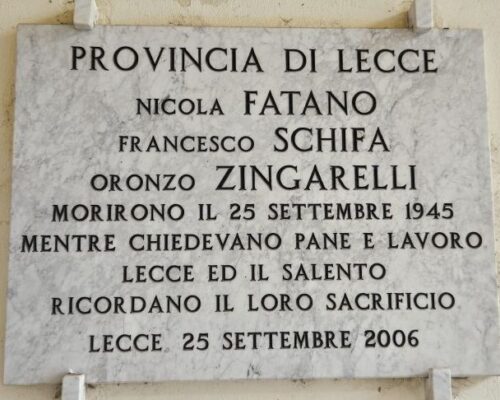 PROVINCIA DI LECCE
NICOLA FATANO
FRANCESCO SCHIFA
ORONZO ZINGARELLI
MORIRONO IL 25 SETTEMBRE 1945
MENTRE CHIEDEVANO PANE E LAVORO
LECCE ED IL SALENTO
RICORDANO IL LORO SACRIFICIO
LECCE 25 SETTEMBRE 2006